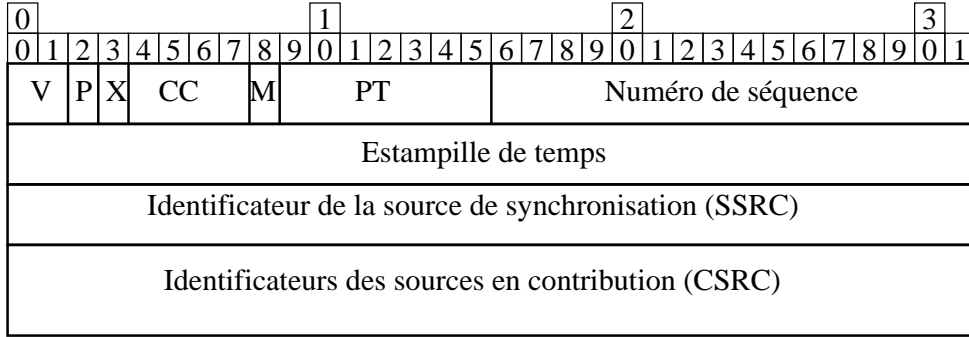 0 1 2 3
0 1 2 3 4 5 6 7 8 9 0 1 2 3 4 5 6 7 8 9 0 1 2 3 4 5 6 7 8 9 0 1
V P X CC M PT Numéro de séquence
Estampille de temps
Identificateur de la source de synchronisation (SSRC)
Identificateurs des sources en contribution (CSRC)